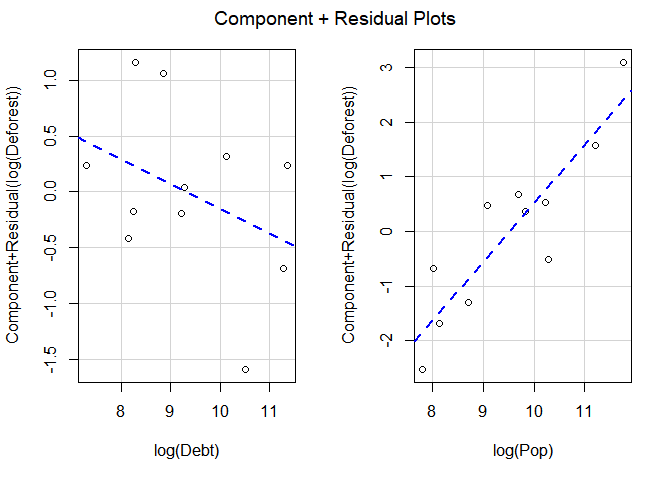 Component + Residual Plots
Component+Residual(log(Deforest))
1.0
0.5
0.0
-0.5
-1.0
-1.5
8 9 10 11
log(Debt)
Component+Residual(log(Deforest))
3
2
1
0
-1
-2
8 9 10 11
log(Pop)